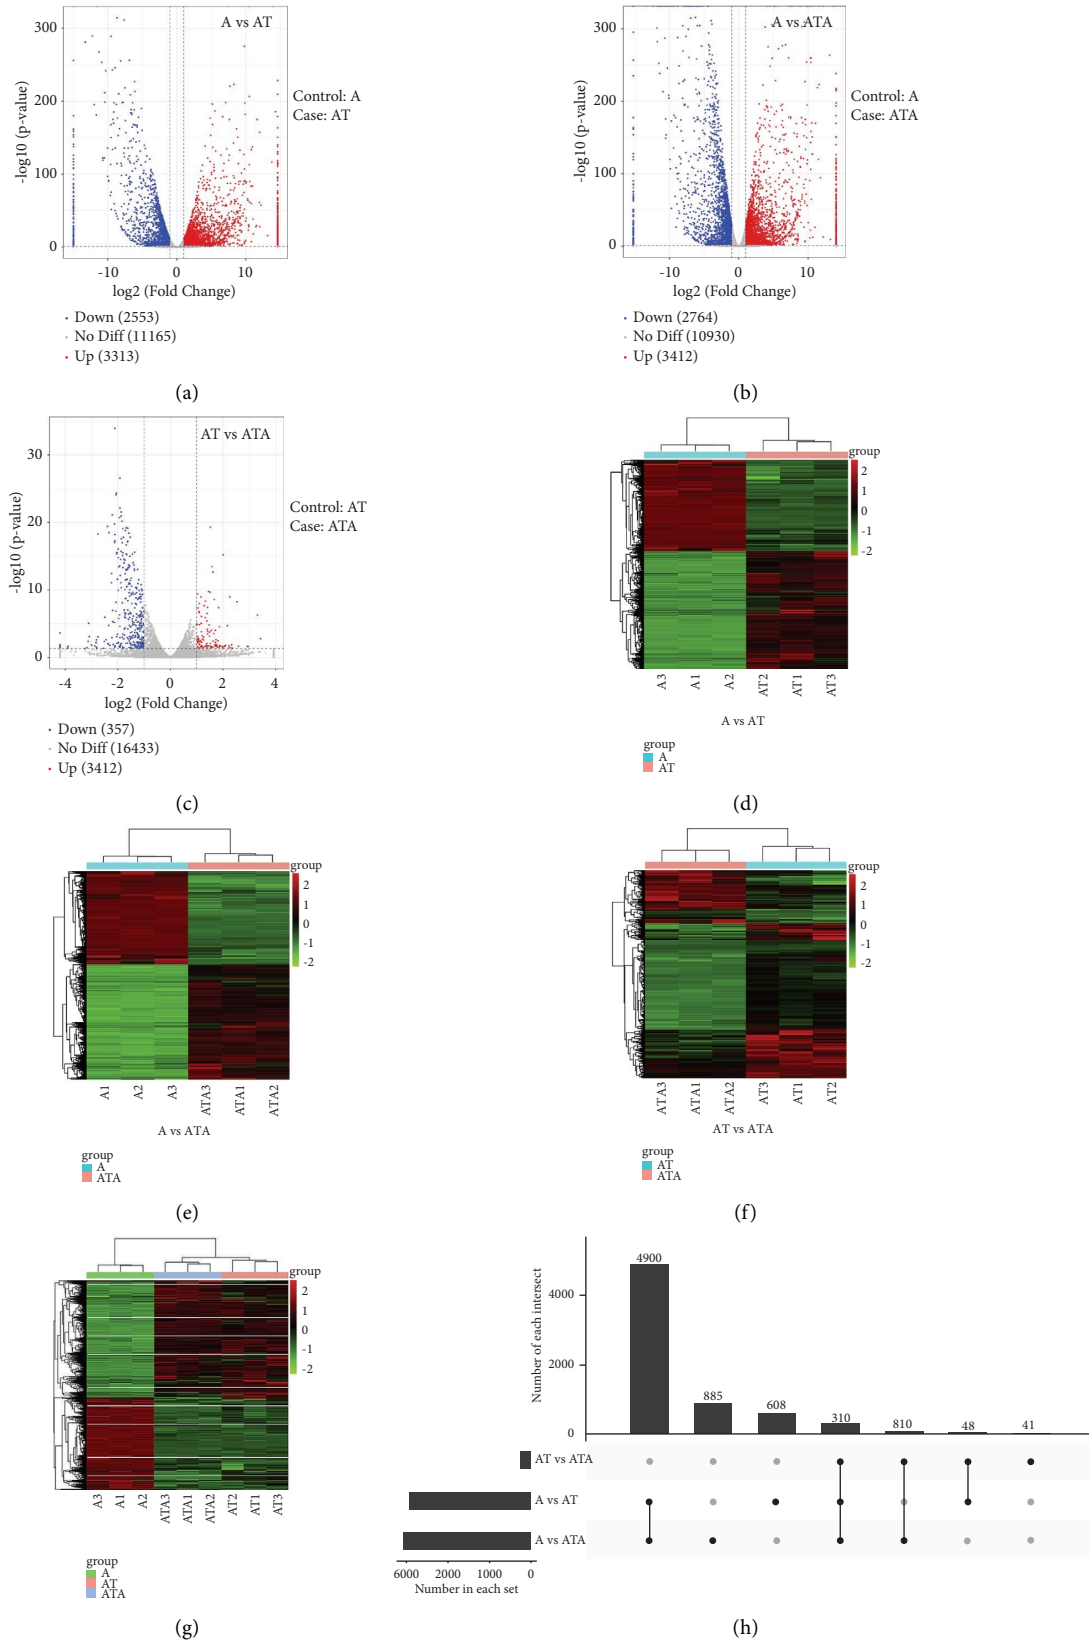 A vs AT
300
200
100
0
-log10 (p-value)
-10 0 10
log2 (Fold Change)
Control: A
Case: AT
Down (2553)
No Diff (11165)
Up (3313)
(a)
A vs ATA
300
200
100
0
-log10 (p-value)
-10 0 10
log2 (Fold Change)
Control: A
Case: ATA
Down (2764)
No Diff (10930)
Up (3412)
(b)
AT vs ATA
30
20
10
0
-log10 (p-value)
-4 -2 0 2 4
log2 (Fold Change)
Control: AT
Case: ATA
Down (357)
No Diff (16433)
Up (3412)
(c)
group
2
1
0
-1
-2
A3 A1 A2 AT2 AT1 AT3
A vs AT
group
A
AT
(d)
group
2
1
0
-1
-2
A1 A2 A3 ATA3 ATA1 ATA2
A vs ATA
group
A
ATA
(e)
group
2
1
0
-1
-2
ATA3 ATA1 ATA2 AT3 AT1 AT2
AT vs ATA
group
AT
ATA
(f)
group
2
1
0
-1
-2
A3 A1 A2 ATA3 ATA1 ATA2 AT2 AT1 AT3
group
A
AT
ATA
(g)
Number of each intersect
4000
2000
0
4900 885 608 310 810 48 41
AT vs ATA
A vs AT
A vs ATA
6000 2000 1000 0
Number in each set
(h)